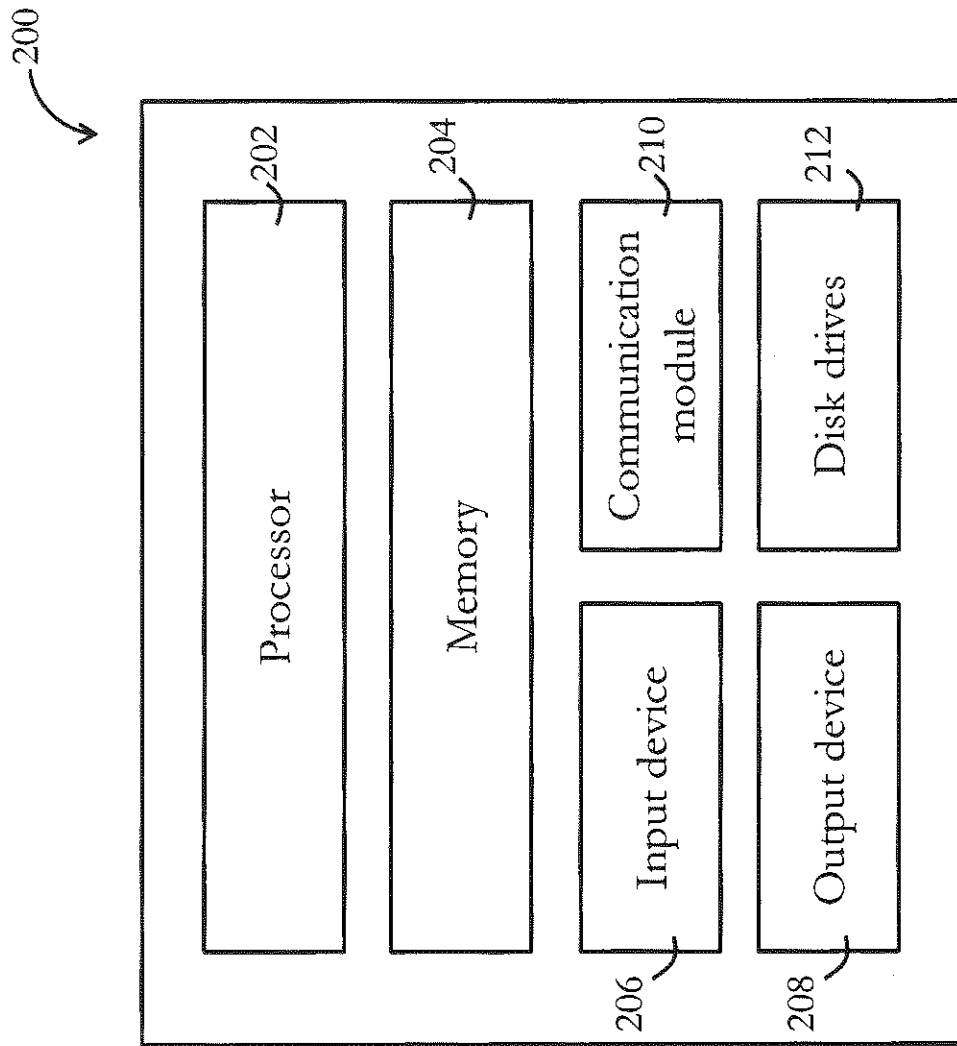 200
Processor
202
Memory
204
Input device
206
Communication
module
210
Output device
208
Disk drives
212